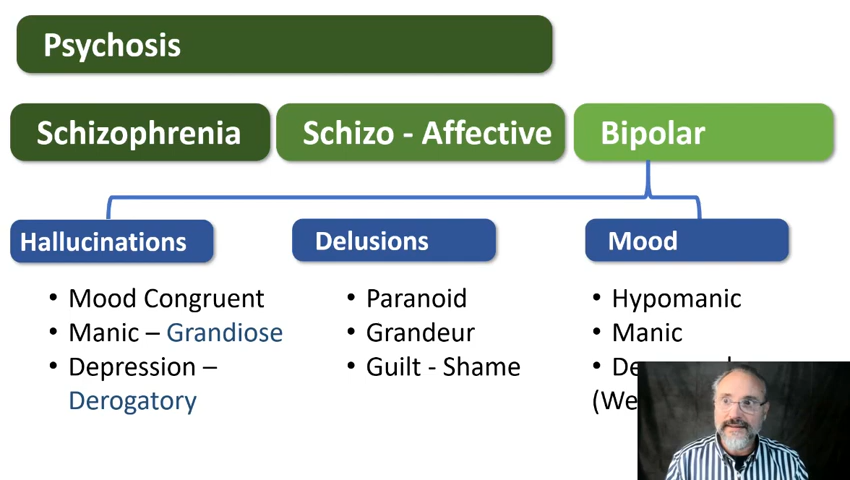 Psychosis
Schizophrenia
Schizo - Affective
Bipolar
Hallucinations
• Mood Congruent
• Manic – Grandiose
• Depression –
Derogatory
Delusions
• Paranoid
• Grandeur
• Guilt - Shame
Mood
• Hypomanic
• Manic